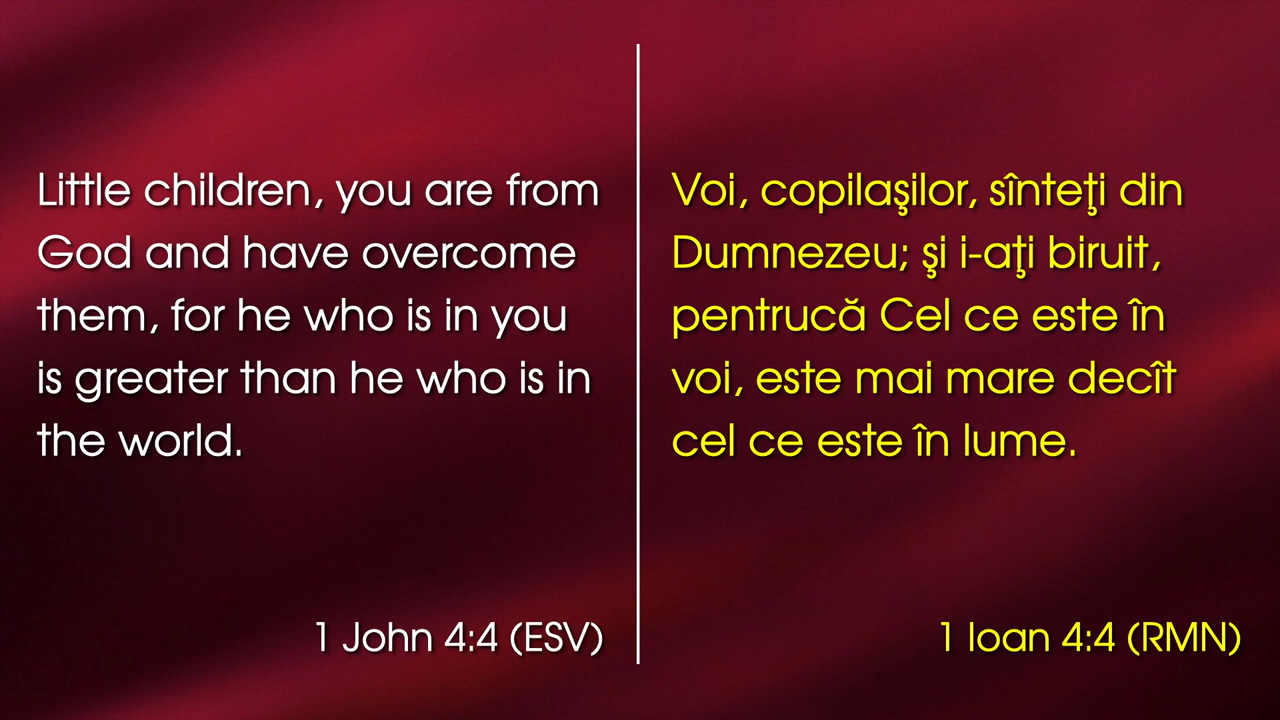 Little children, you are from
God and have overcome
them, for he who is in you
is greater than he who is in
the world.
1 John 4:4 (ESV)
Voi, copilaşilor, sînteţi din
Dumnezeu; şi i-aţi biruit,
pentrucă Cel ce este în
voi, este mai mare decît
cel ce este în lume.
1 Ioan 4:4 (RMN)